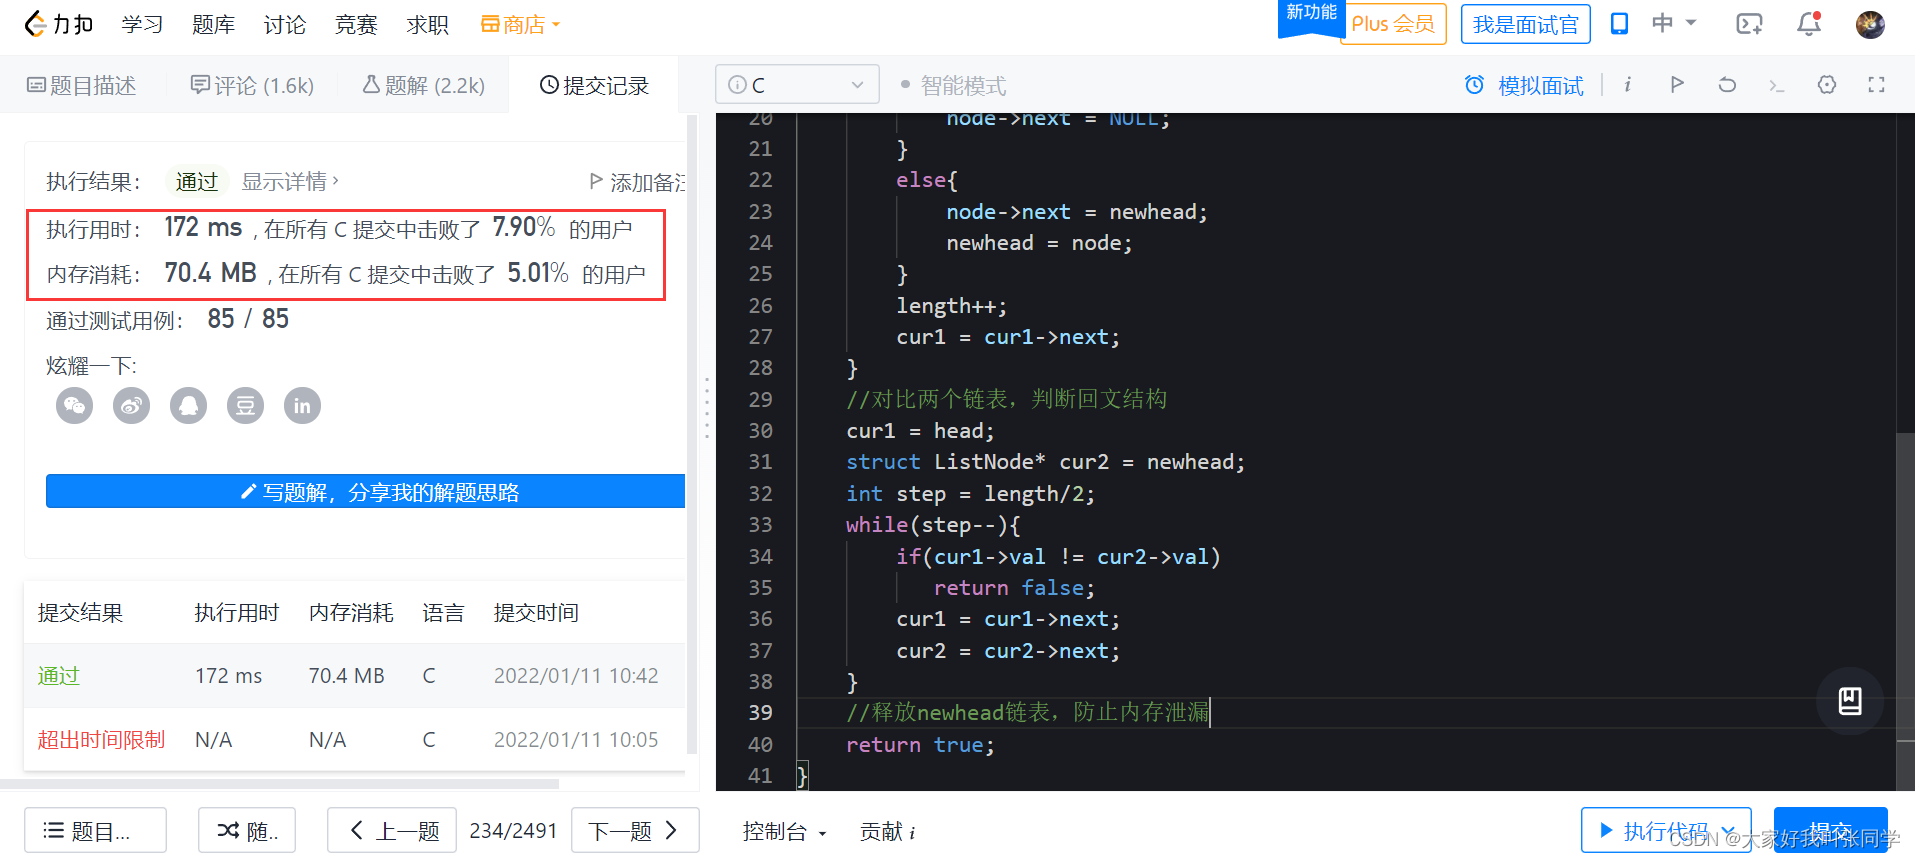 力扣 学习 题库 讨论 竞赛 求职 商店 新功能 Plus 会员 我是面试官 中
题目描述 评论 (1.6k) 题解 (2.2k) 提交记录
C 智能模式 模拟面试 i
执行结果： 通过 显示详情 › 添加备注
执行用时： 172 ms , 在所有 C 提交中击败了 7.90% 的用户
内存消耗： 70.4 MB , 在所有 C 提交中击败了 5.01% 的用户
通过测试用例： 85 / 85
炫耀一下:
豆 in
写题解，分享我的解题思路
提交结果 执行用时 内存消耗 语言 提交时间
通过 172 ms 70.4 MB C 2022/01/11 10:42
超出时间限制 N/A N/A C 2022/01/11 10:05
20 node->next = NULL;
21 }
22 else{
23 node->next = newhead;
24 newhead = node;
25 }
26 length++;
27 cur1 = cur1->next;
28 }
29 //对比两个链表，判断回文结构
30 cur1 = head;
31 struct ListNode* cur2 = newhead;
32 int step = length/2;
33 while(step--){
34 if(cur1->val != cur2->val)
35 return false;
36 cur1 = cur1->next;
37 cur2 = cur2->next;
38 }
39 //释放newhead链表，防止内存泄漏
40 return true;
41 }
题目... 随.. 上一题 234/2491 下一题 控制台 贡献 i 执行代码 提交
CSDN @大家好我叫张同学